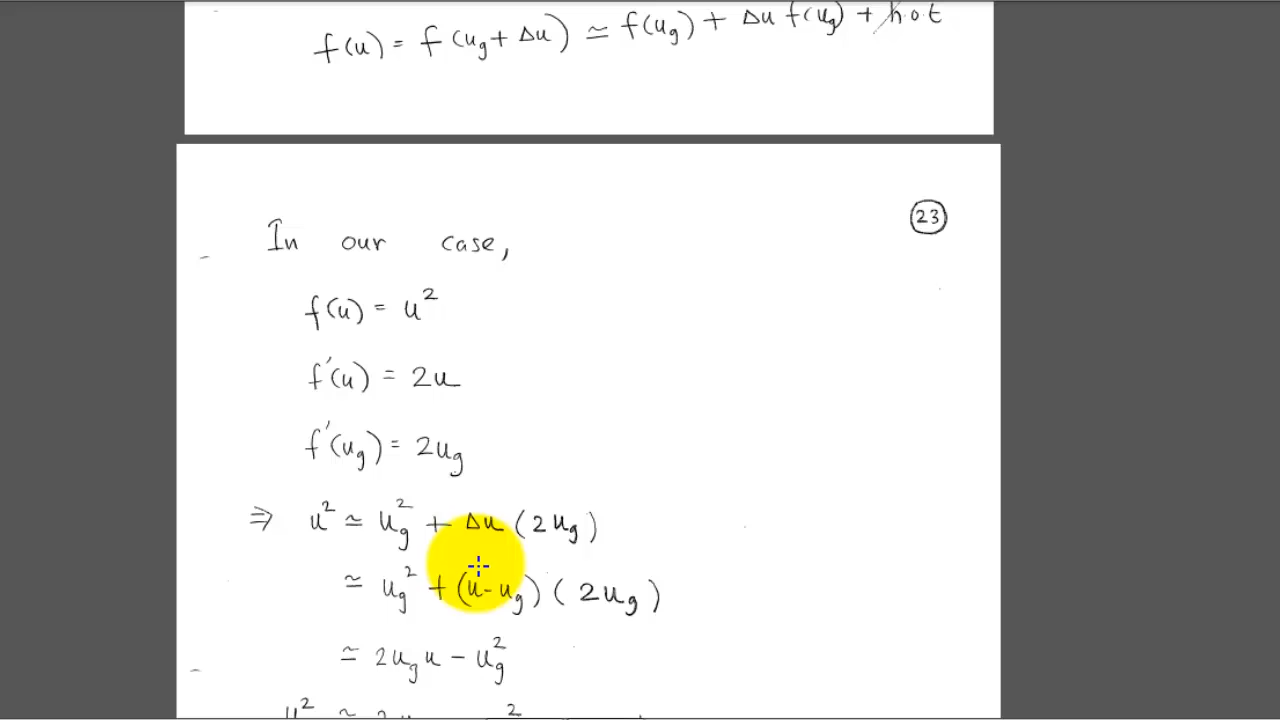 f(u) = f(u_g + Δu) ≃ f(u_g) + Δu f(u_g) + h.o.t
23
In our case,
f(u) = u²
f′(u) = 2u
f′(u_g) = 2u_g
⇒ u² ≃ u_g² + Δu (2u_g)
≃ u_g² + (u - u_g) (2u_g)
≃ 2u_g u - u_g²